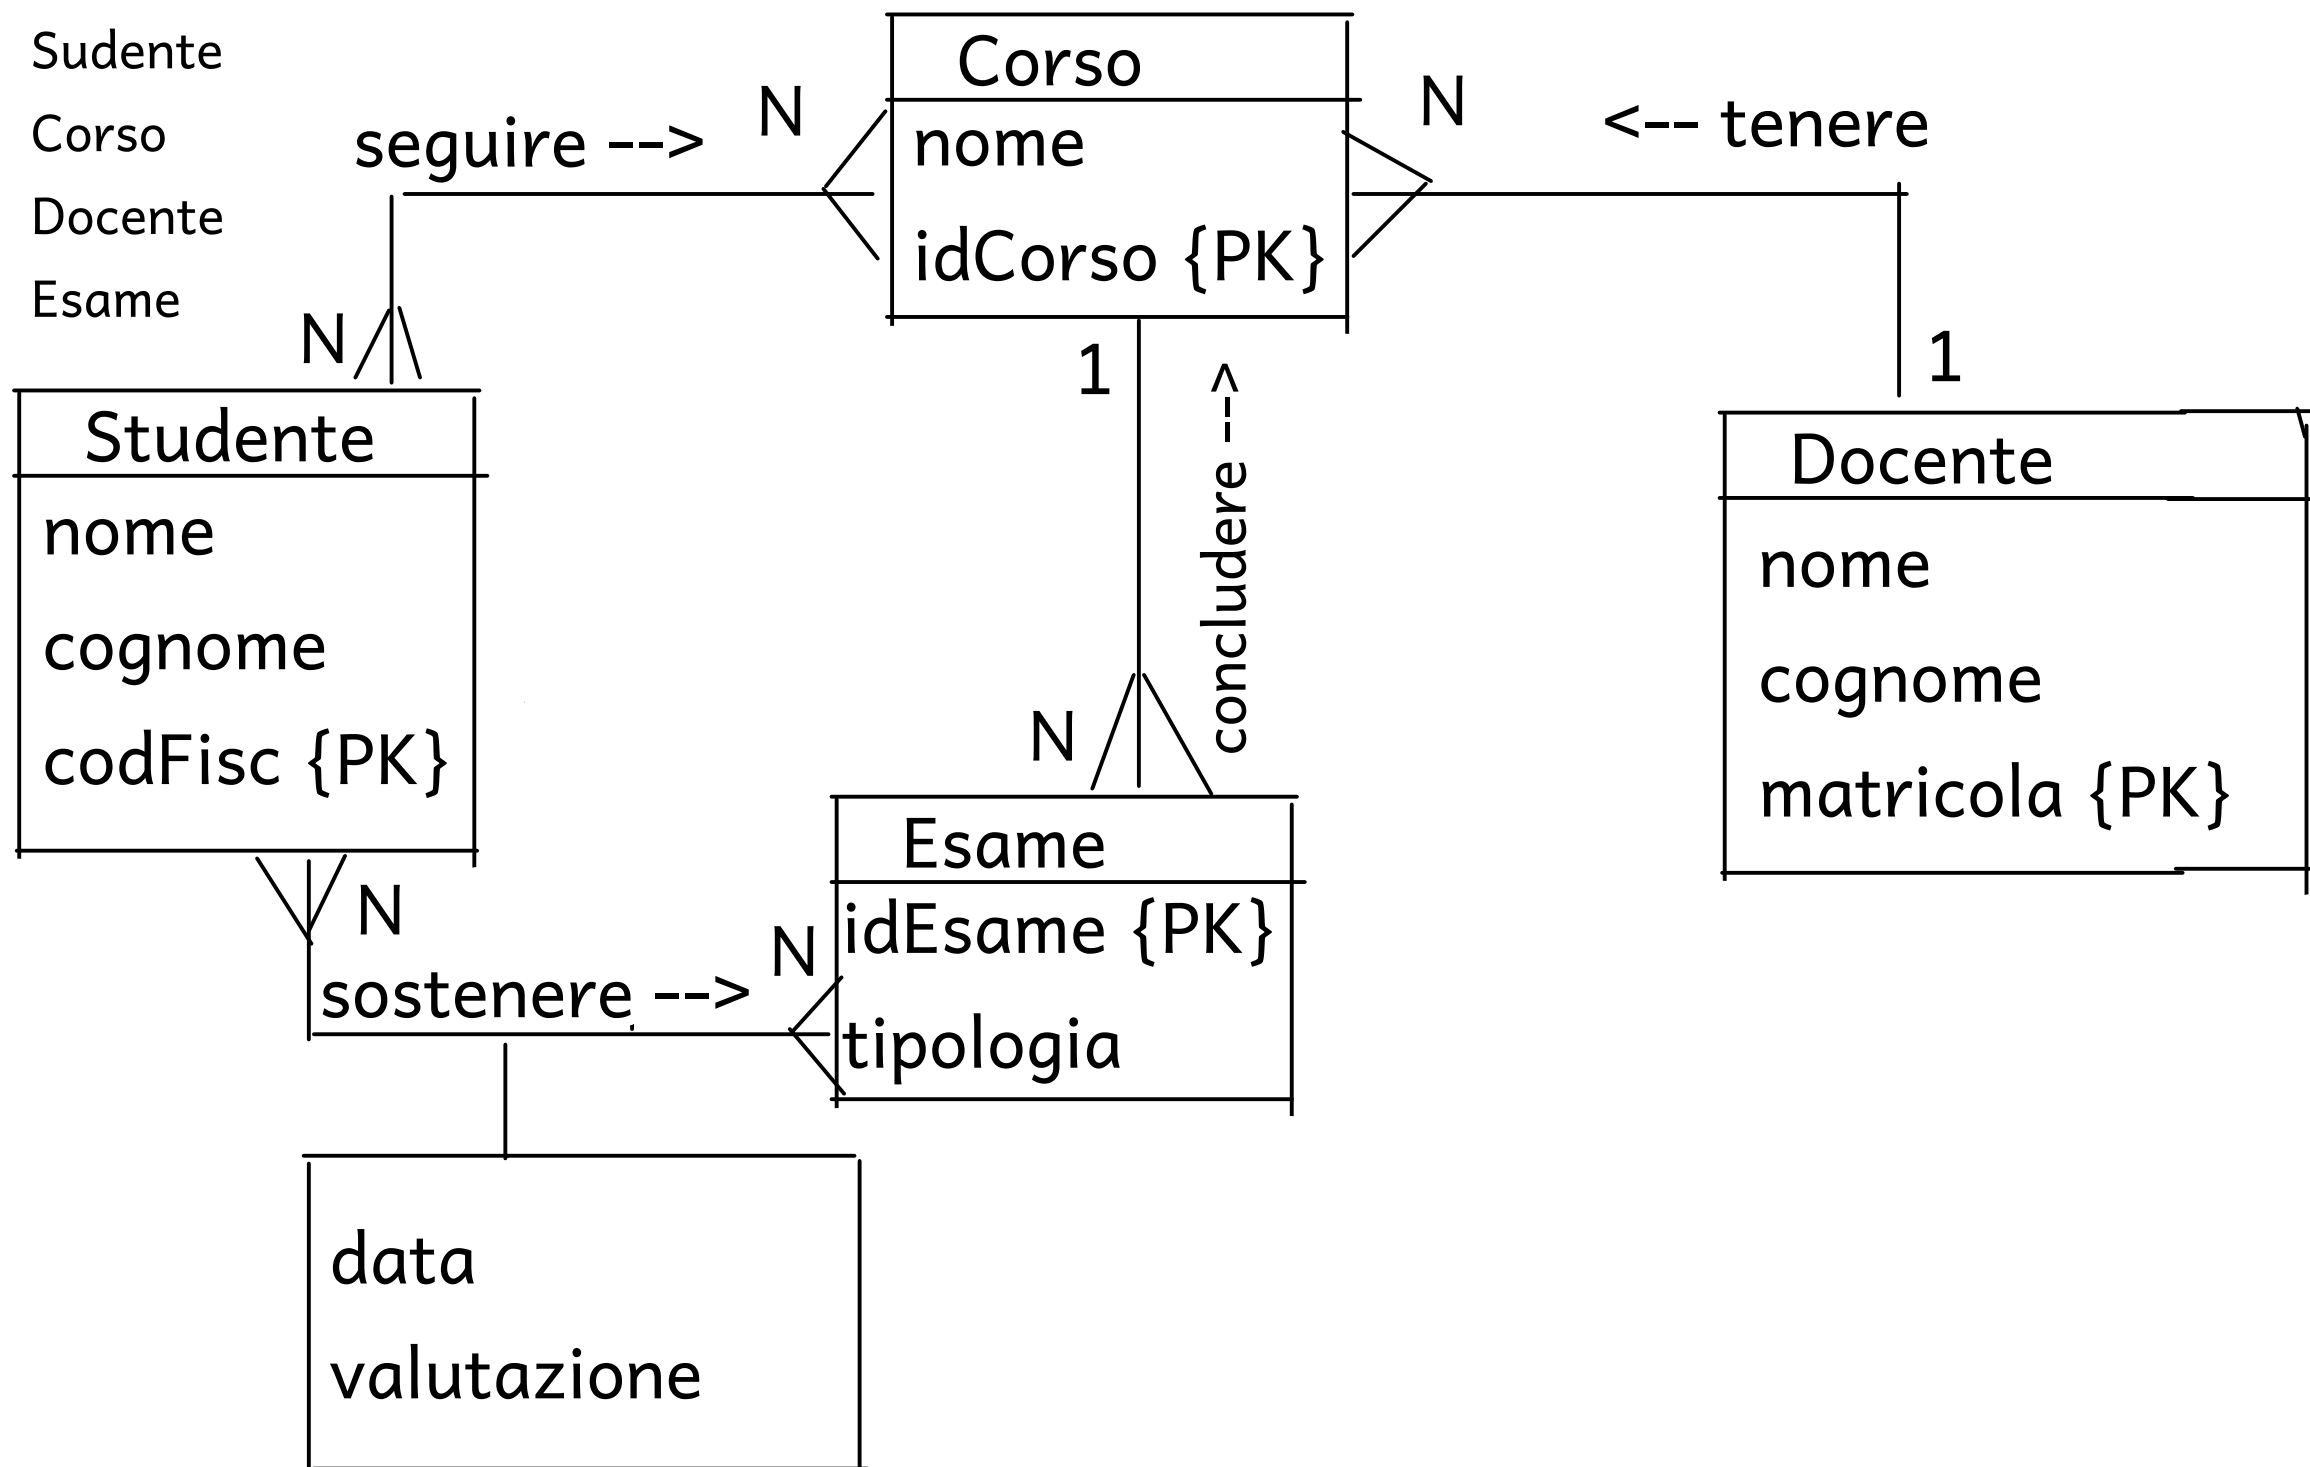 Sudente
Corso
Docente
Esame
seguire -->
N
N
Corso
nome
idCorso {PK}
N
<-- tenere
1
Studente
nome
cognome
codFisc {PK}
1
concludere -->
N
Docente
nome
cognome
matricola {PK}
N
sostenere -->
N
Esame
idEsame {PK}
tipologia
data
valutazione